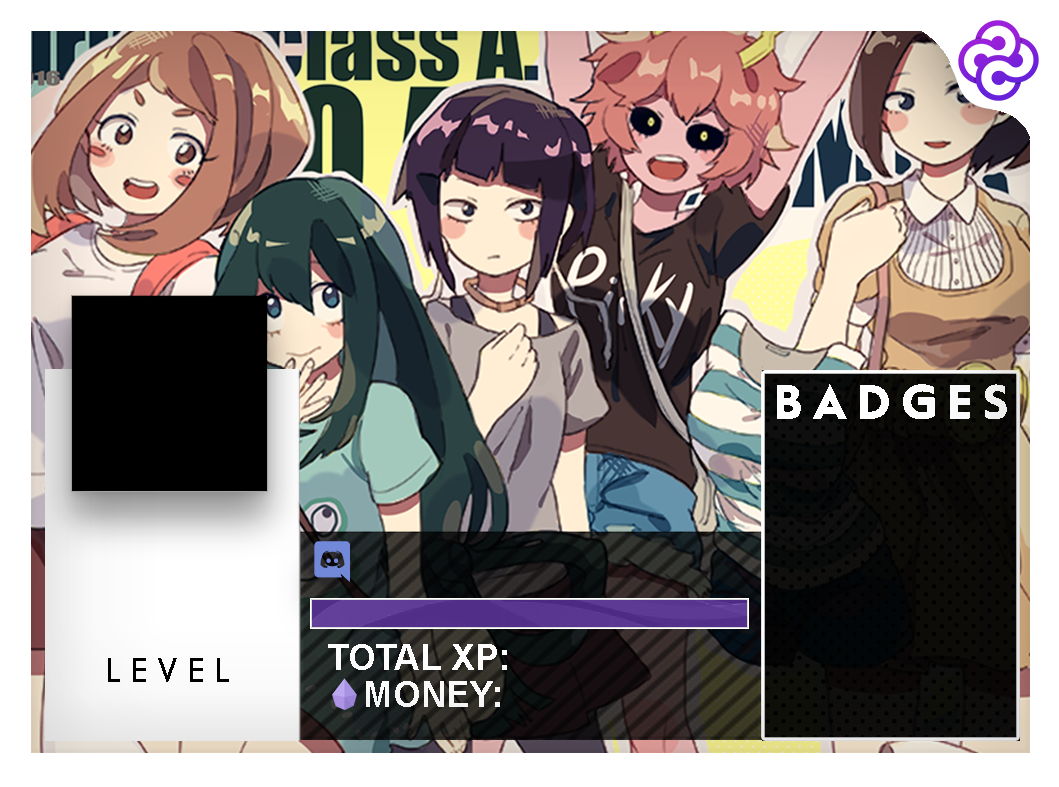 class A.
16
Pinky
BADGES
LEVEL
TOTAL XP:
MONEY: